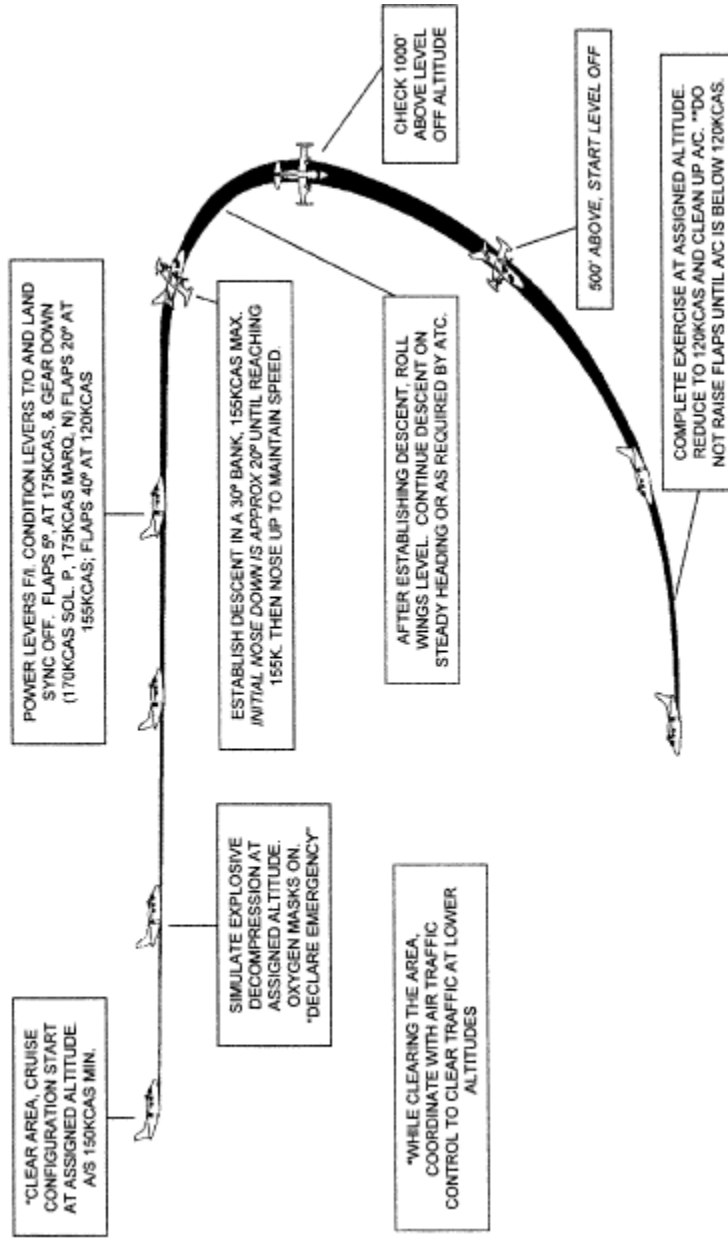 "CLEAR AREA, CRUISE
CONFIGURATION START
AT ASSIGNED ALTITUDE.
A/S 150KCAS MIN.
SIMULATE EXPLOSIVE
DECOMPRESSION AT
ASSIGNED ALTITUDE.
OXYGEN MASKS ON.
"DECLARE EMERGENCY"
POWER LEVERS F/I. CONDITION LEVERS T/O AND LAND
SYNC OFF. FLAPS 5º, AT 175KCAS, & GEAR DOWN
(170KCAS SOL. P, 175KCAS MARQ, N) FLAPS 20º AT
155KCAS; FLAPS 40º AT 120KCAS
ESTABLISH DESCENT IN A 30º BANK, 155KCAS MAX.
INITIAL NOSE DOWN IS APPROX 20º UNTIL REACHING
155K. THEN NOSE UP TO MAINTAIN SPEED.
CHECK 1000'
ABOVE LEVEL
OFF ALTITUDE
AFTER ESTABLISHING DESCENT, ROLL
WINGS LEVEL. CONTINUE DESCENT ON
STEADY HEADING OR AS REQUIRED BY ATC.
500' ABOVE, START LEVEL OFF
COMPLETE EXERCISE AT ASSIGNED ALTITUDE.
REDUCE TO 120KCAS AND CLEAN UP A/C. **DO
NOT RAISE FLAPS UNTIL A/C IS BELOW 120KCAS.
"WHILE CLEARING THE AREA,
COORDINATE WITH AIR TRAFFIC
CONTROL TO CLEAR TRAFFIC AT LOWER
ALTITUDES